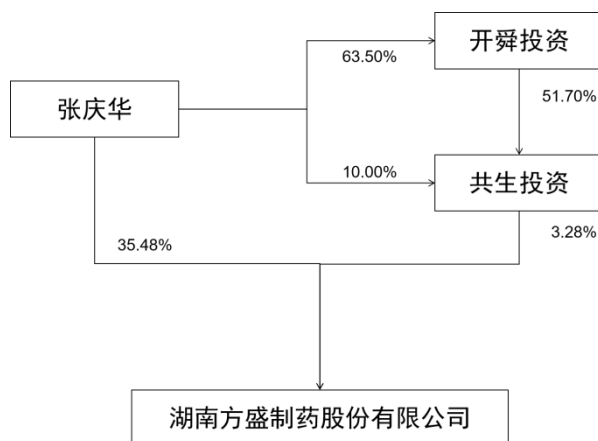 开舜投资
63.50%
51.70%
张庆华
10.00%
共生投资
35.48%
3.28%
湖南方盛制药股份有限公司